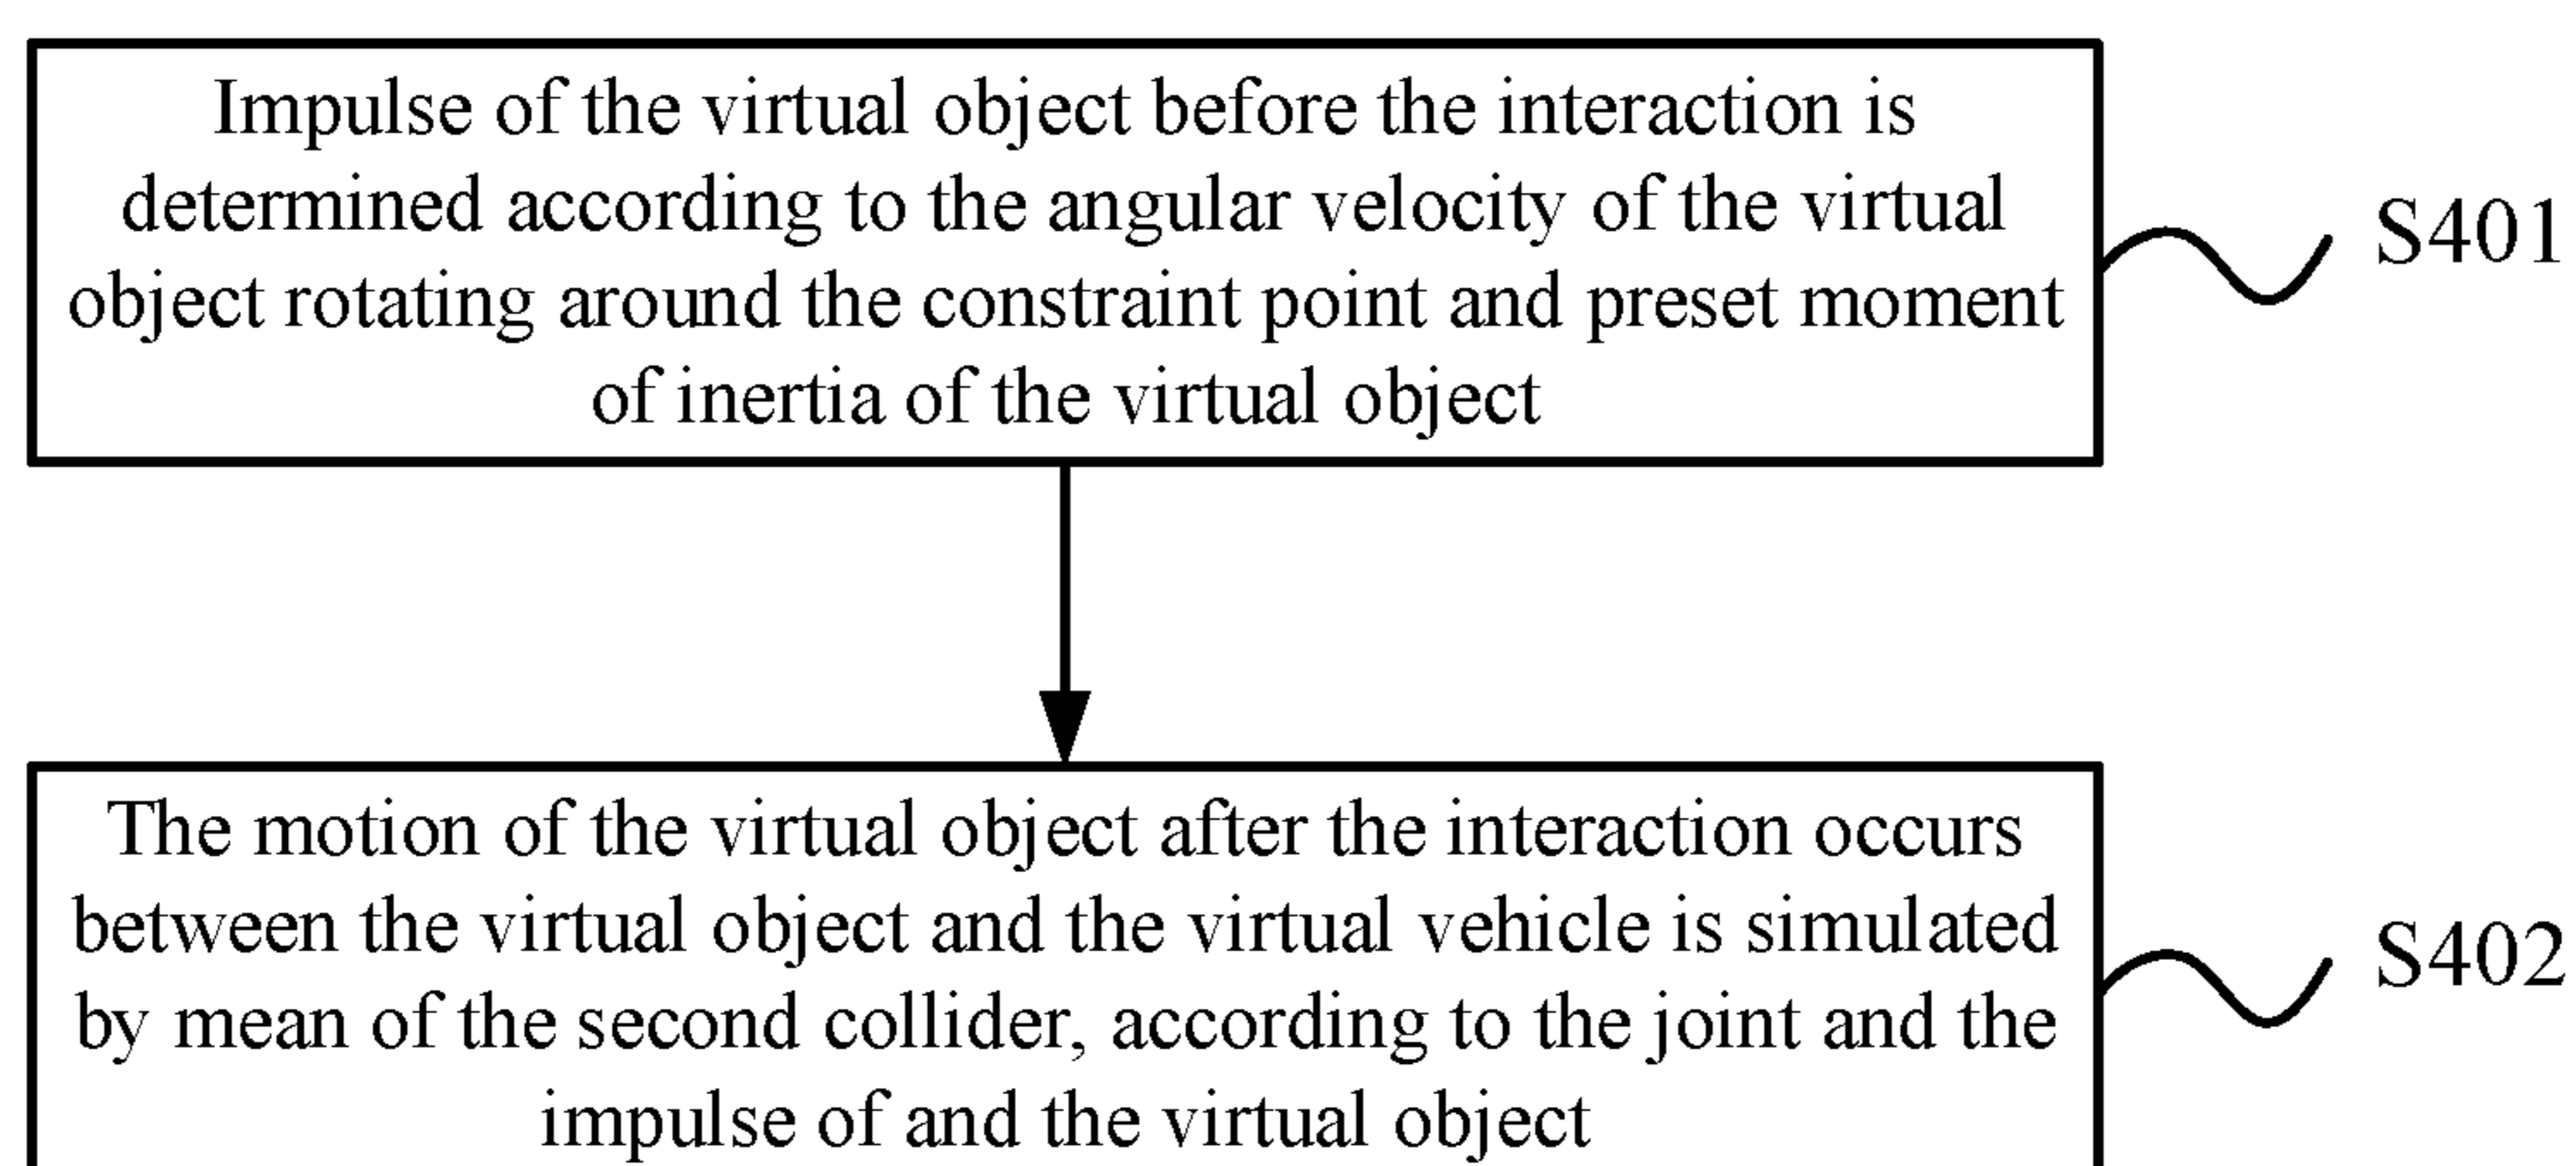 Impulse of the virtual object before the interaction is
determined according to the angular velocity of the virtual
object rotating around the constraint point and preset moment
of inertia of the virtual object
S401
The motion of the virtual object after the interaction occurs
between the virtual object and the virtual vehicle is simulated
by mean of the second collider, according to the joint and the
impulse of and the virtual object
S402